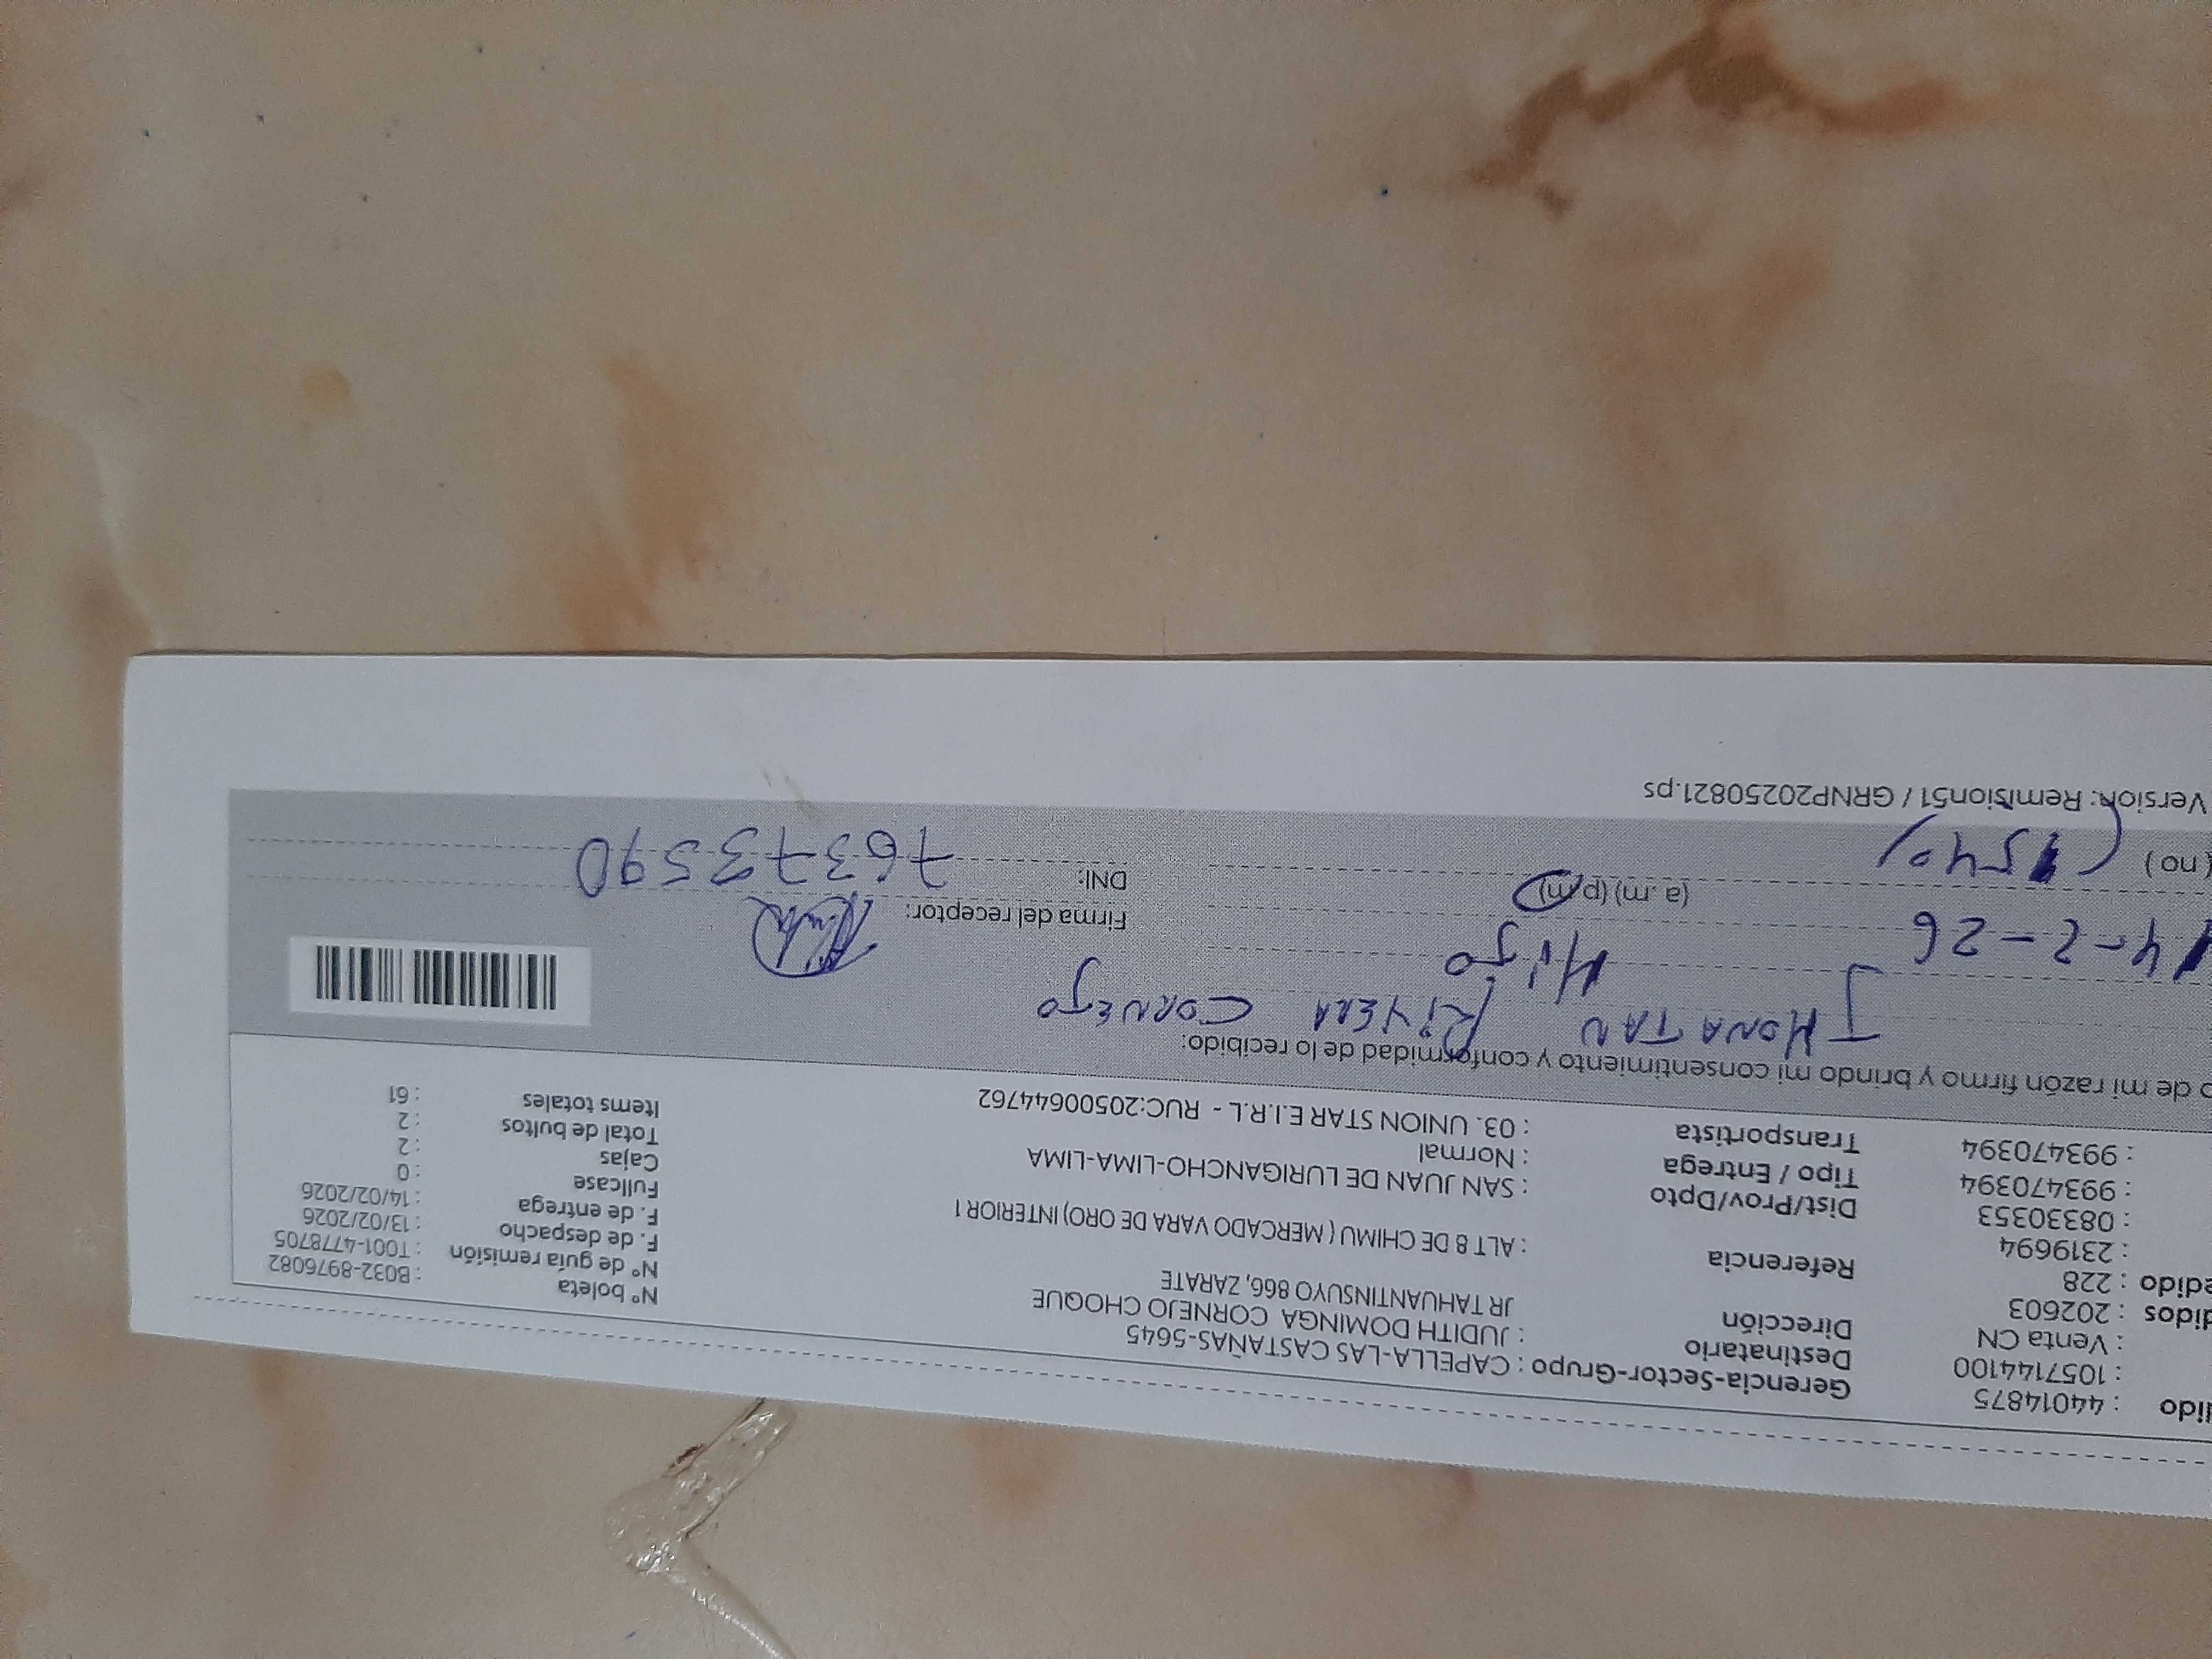 lido : 44014875
: 1057144100
: Venta CN
didos : 202603
edido : 228
: 2319694
: 08330353
: 993470394
: 993470394
Gerencia-Sector-Grupo : CAPELLA-LAS CASTAÑAS-5645
Destinatario : JUDITH DOMINGA CORNEJO CHOQUE
Dirección JR TAHUANTINSUYO 866, ZARATE
Referencia : ALT 8 DE CHIMU ( MERCADO VARA DE ORO) INTERIOR 1
Dist/Prov/Dpto : SAN JUAN DE LURIGANCHO-LIMA-LIMA
Tipo / Entrega : Normal
Transportista : 03. UNION STAR E.I.R.L - RUC:20500644762
N° boleta : B032-8976082
N° de guía remisión : T001-4778705
F. de despacho : 13/02/2026
F. de entrega : 14/02/2026
Fullcase : 0
Cajas : 2
Total de bultos : 2
Items totales : 61
o de mi razón firmo y brindo mi consentimiento y conformidad de lo recibido:
JHONATAN RiVERA CORNEJO
Hijo
14-2-26 (a .m) (p.m)
Firma del receptor:
(no)
DNI: 76373590
Version: Remision51 / GRNP20250821.ps